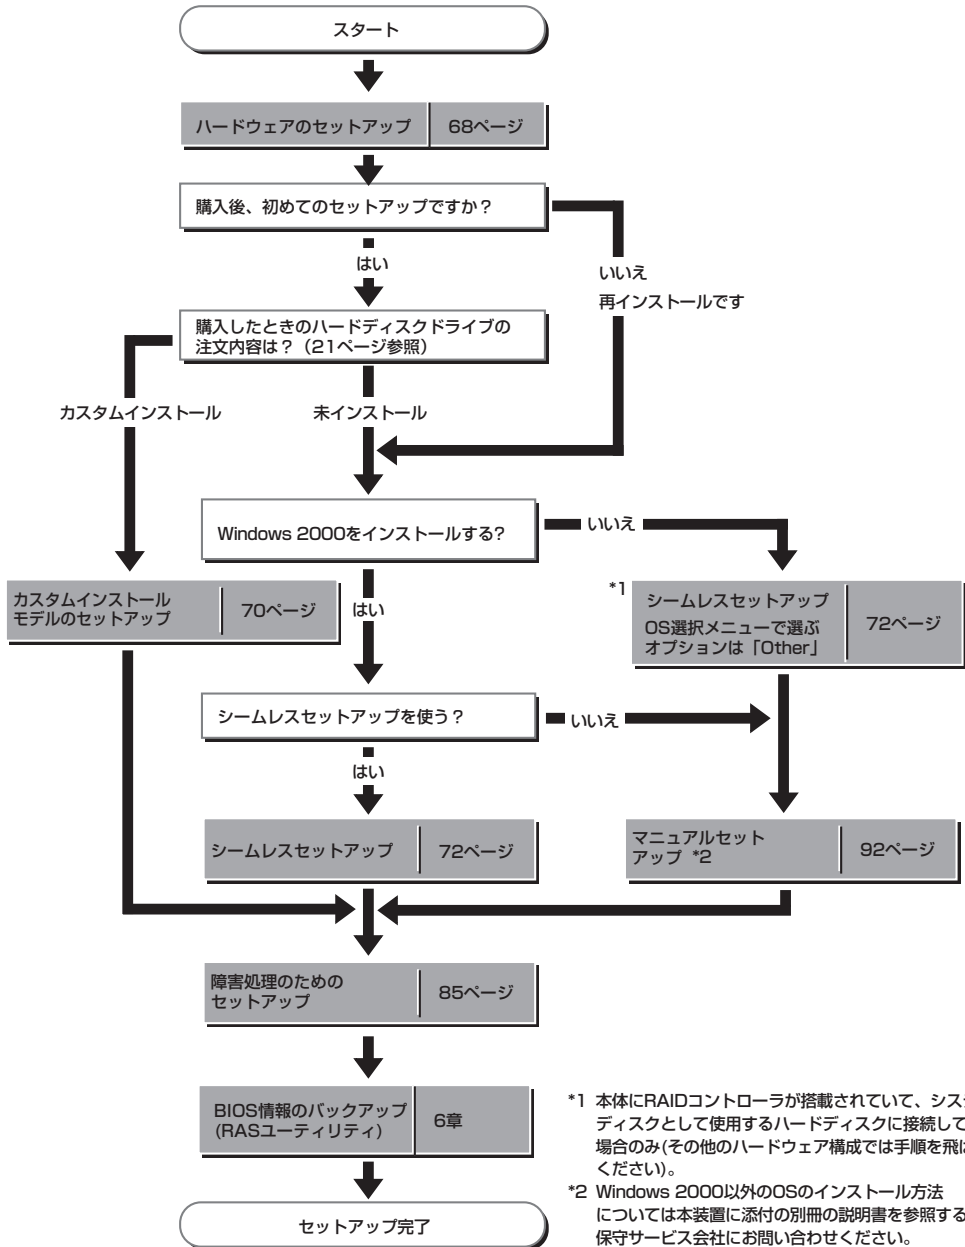 スタート
ハードウェアのセットアップ 68ページ
購入後、初めてのセットアップですか？
はい
いいえ
再インストールです
購入したときのハードディスクドライブの
注文内容は？（21ページ参照）
カスタムインストール
未インストール
Windows 2000をインストールする?
いいえ
カスタムインストール
モデルのセットアップ
70ページ
はい
*1
シームレスセットアップ
OS選択メニューで選ぶ
オプションは「Other」
72ページ
シームレスセットアップを使う？
いいえ
はい
シームレスセットアップ 72ページ
マニュアルセット
アップ *2
92ページ
障害処理のための
セットアップ
85ページ
BIOS情報のバックアップ
(RASユーティリティ)
6章
セットアップ完了
*1 本体にRAIDコントローラが搭載されていて、シス
ディスクとして使用するハードディスクに接続して
場合のみ(その他のハードウェア構成では手順を飛
ください)。
*2 Windows 2000以外のOSのインストール方法
については本装置に添付の別冊の説明書を参照する
保守サービス会社にお問い合わせください。